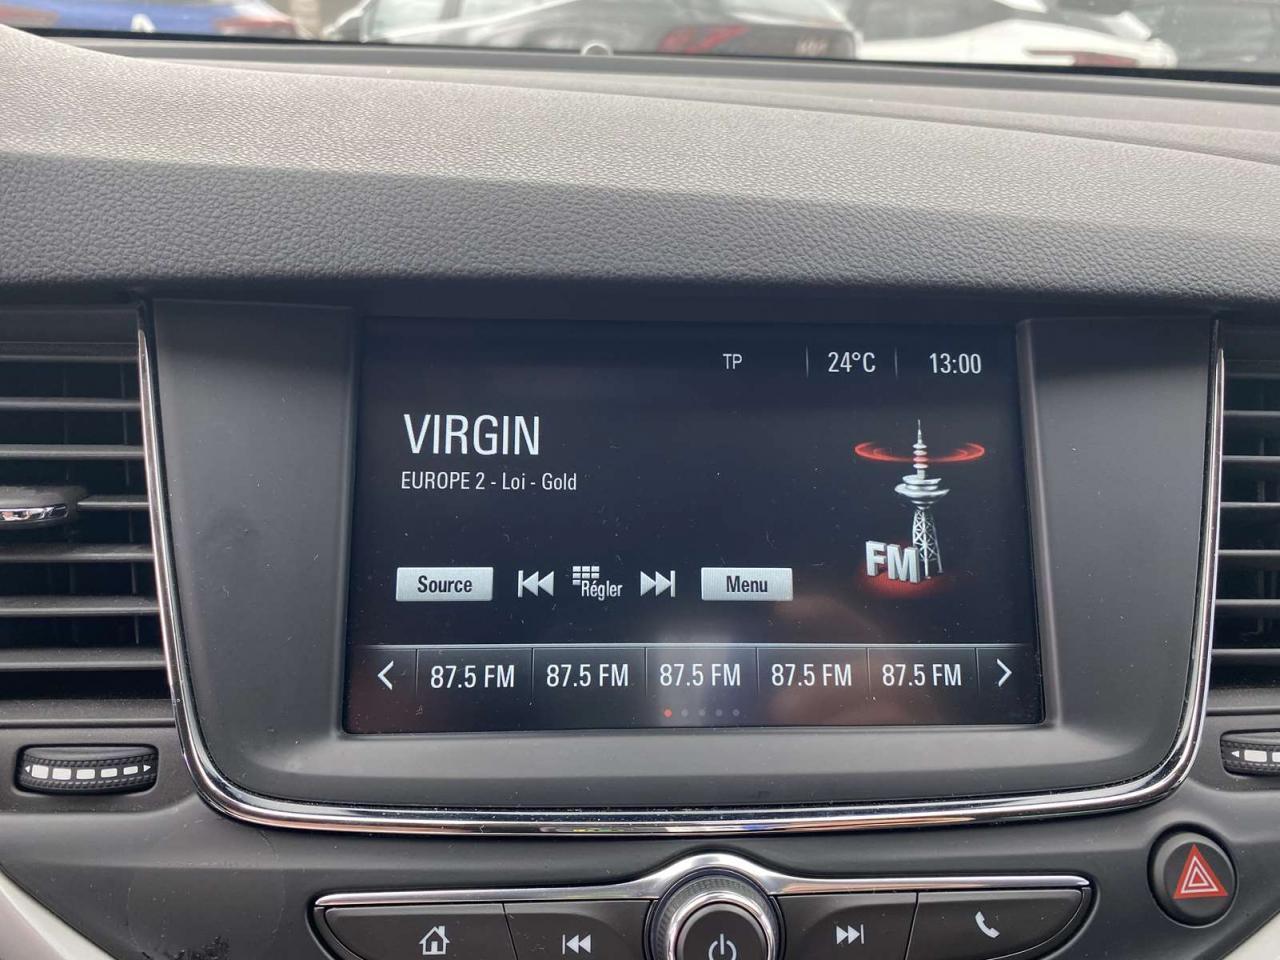 TP 24°C 13:00
VIRGIN
EUROPE 2 - Loi - Gold
FM
Source Régler Menu
87.5 FM 87.5 FM 87.5 FM 87.5 FM 87.5 FM